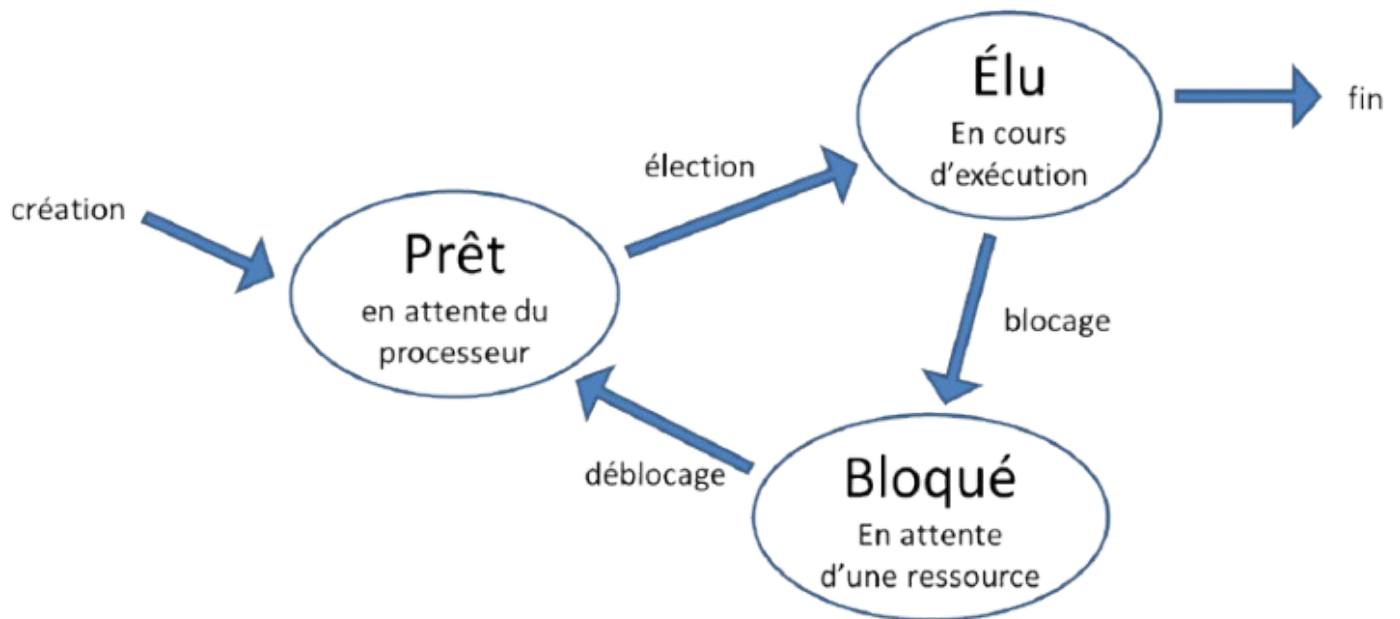 Élu
En cours
d'exécution
fin
élection
création
Prêt
en attente du
processeur
blocage
déblocage
Bloqué
En attente
d'une ressource